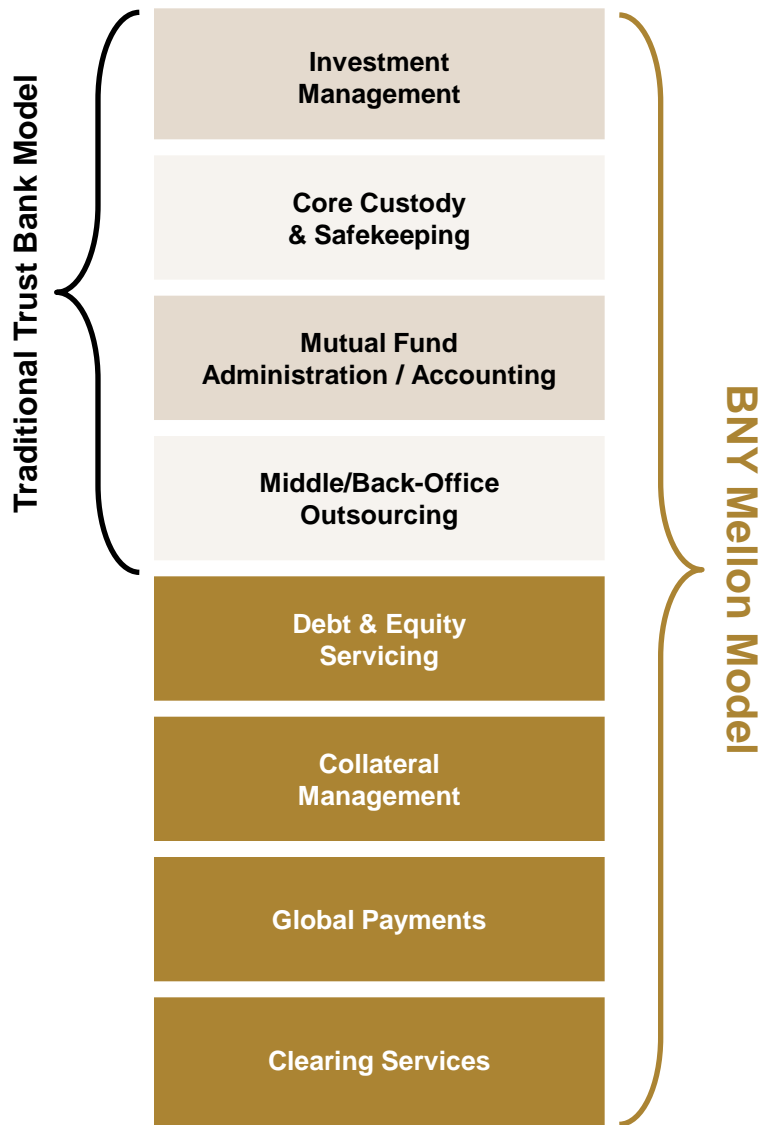 Traditional Trust Bank Model
Investment
Management
Core Custody
& Safekeeping
Mutual Fund
Administration / Accounting
Middle/Back-Office
Outsourcing
Debt & Equity
Servicing
Collateral
Management
Global Payments
Clearing Services
BNY Mellon Model